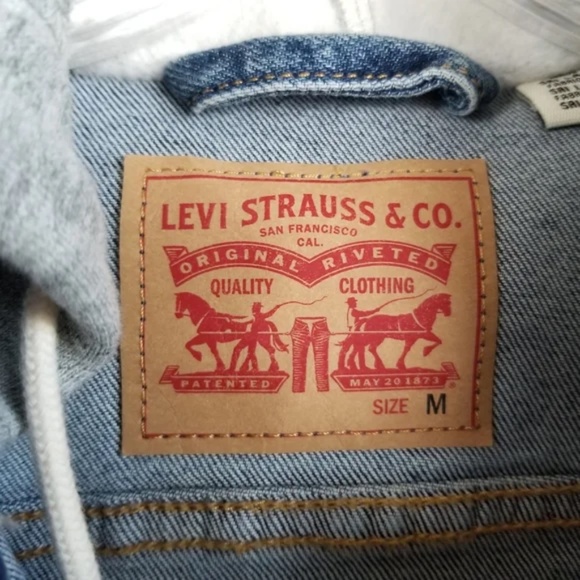 LEVI STRAUSS & CO.
SAN FRANCISCO
CAL.
ORIGINAL RIVETED
QUALITY CLOTHING
PATENTED MAY 20 1873
SIZE M